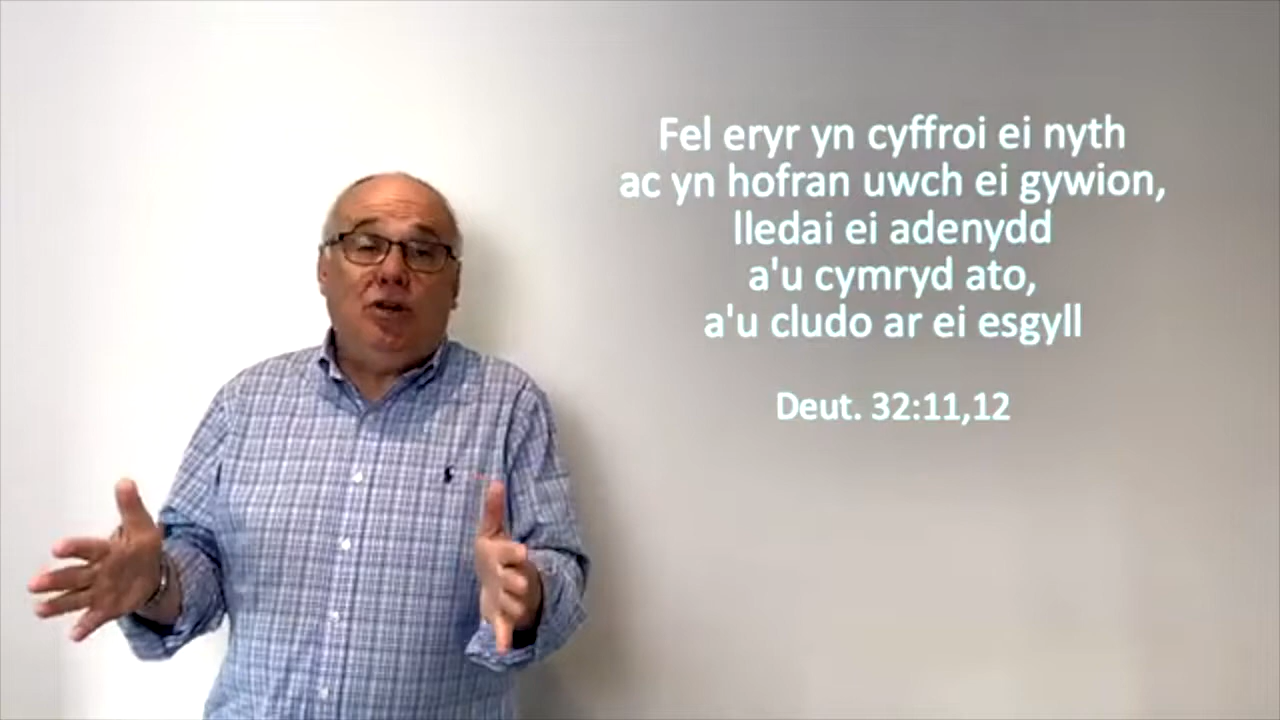 Fel eryr yn cyffroi ei nyth
ac yn hofran uwch ei gywion,
lledai ei adenydd
a'u cymryd ato,
a'u cludo ar ei esgyll
Deut. 32:11,12